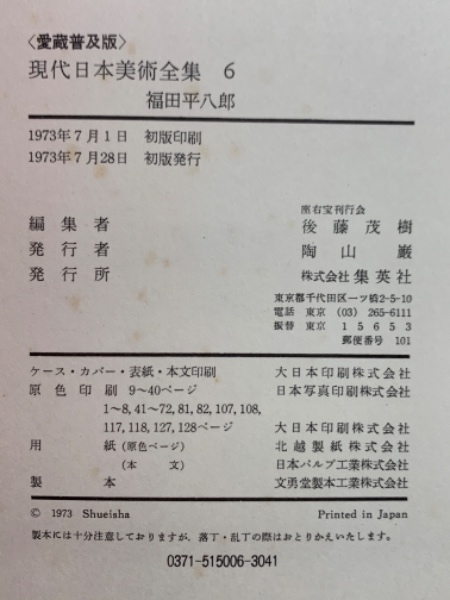 〈愛蔵普及版〉
現代日本美術全集 6
福田平八郎
1973年7月1日 初版印刷
1973年7月28日 初版発行
座右宝刊行会
編集者 後藤茂樹
発行者 陶山巌
発行所 株式会社 集英社
東京都千代田区一ツ橋2-5-10
電話 東京 (03) 265-6111
振替 東京 15653
郵便番号 101
ケース・カバー・表紙・本文印刷 大日本印刷株式会社
原色印刷 9〜40ページ 日本写真印刷株式会社
1〜8, 41〜72, 81, 82, 107, 108,
117, 118, 127, 128ページ 大日本印刷株式会社
用紙 (原色ページ) 北越製紙株式会社
(本文) 日本パルプ工業株式会社
製本 文勇堂製本工業株式会社
© 1973 Shueisha Printed in Japan
製本には十分注意しておりますが、落丁・乱丁の際はおとりかえいたします。
0371-515006-3041